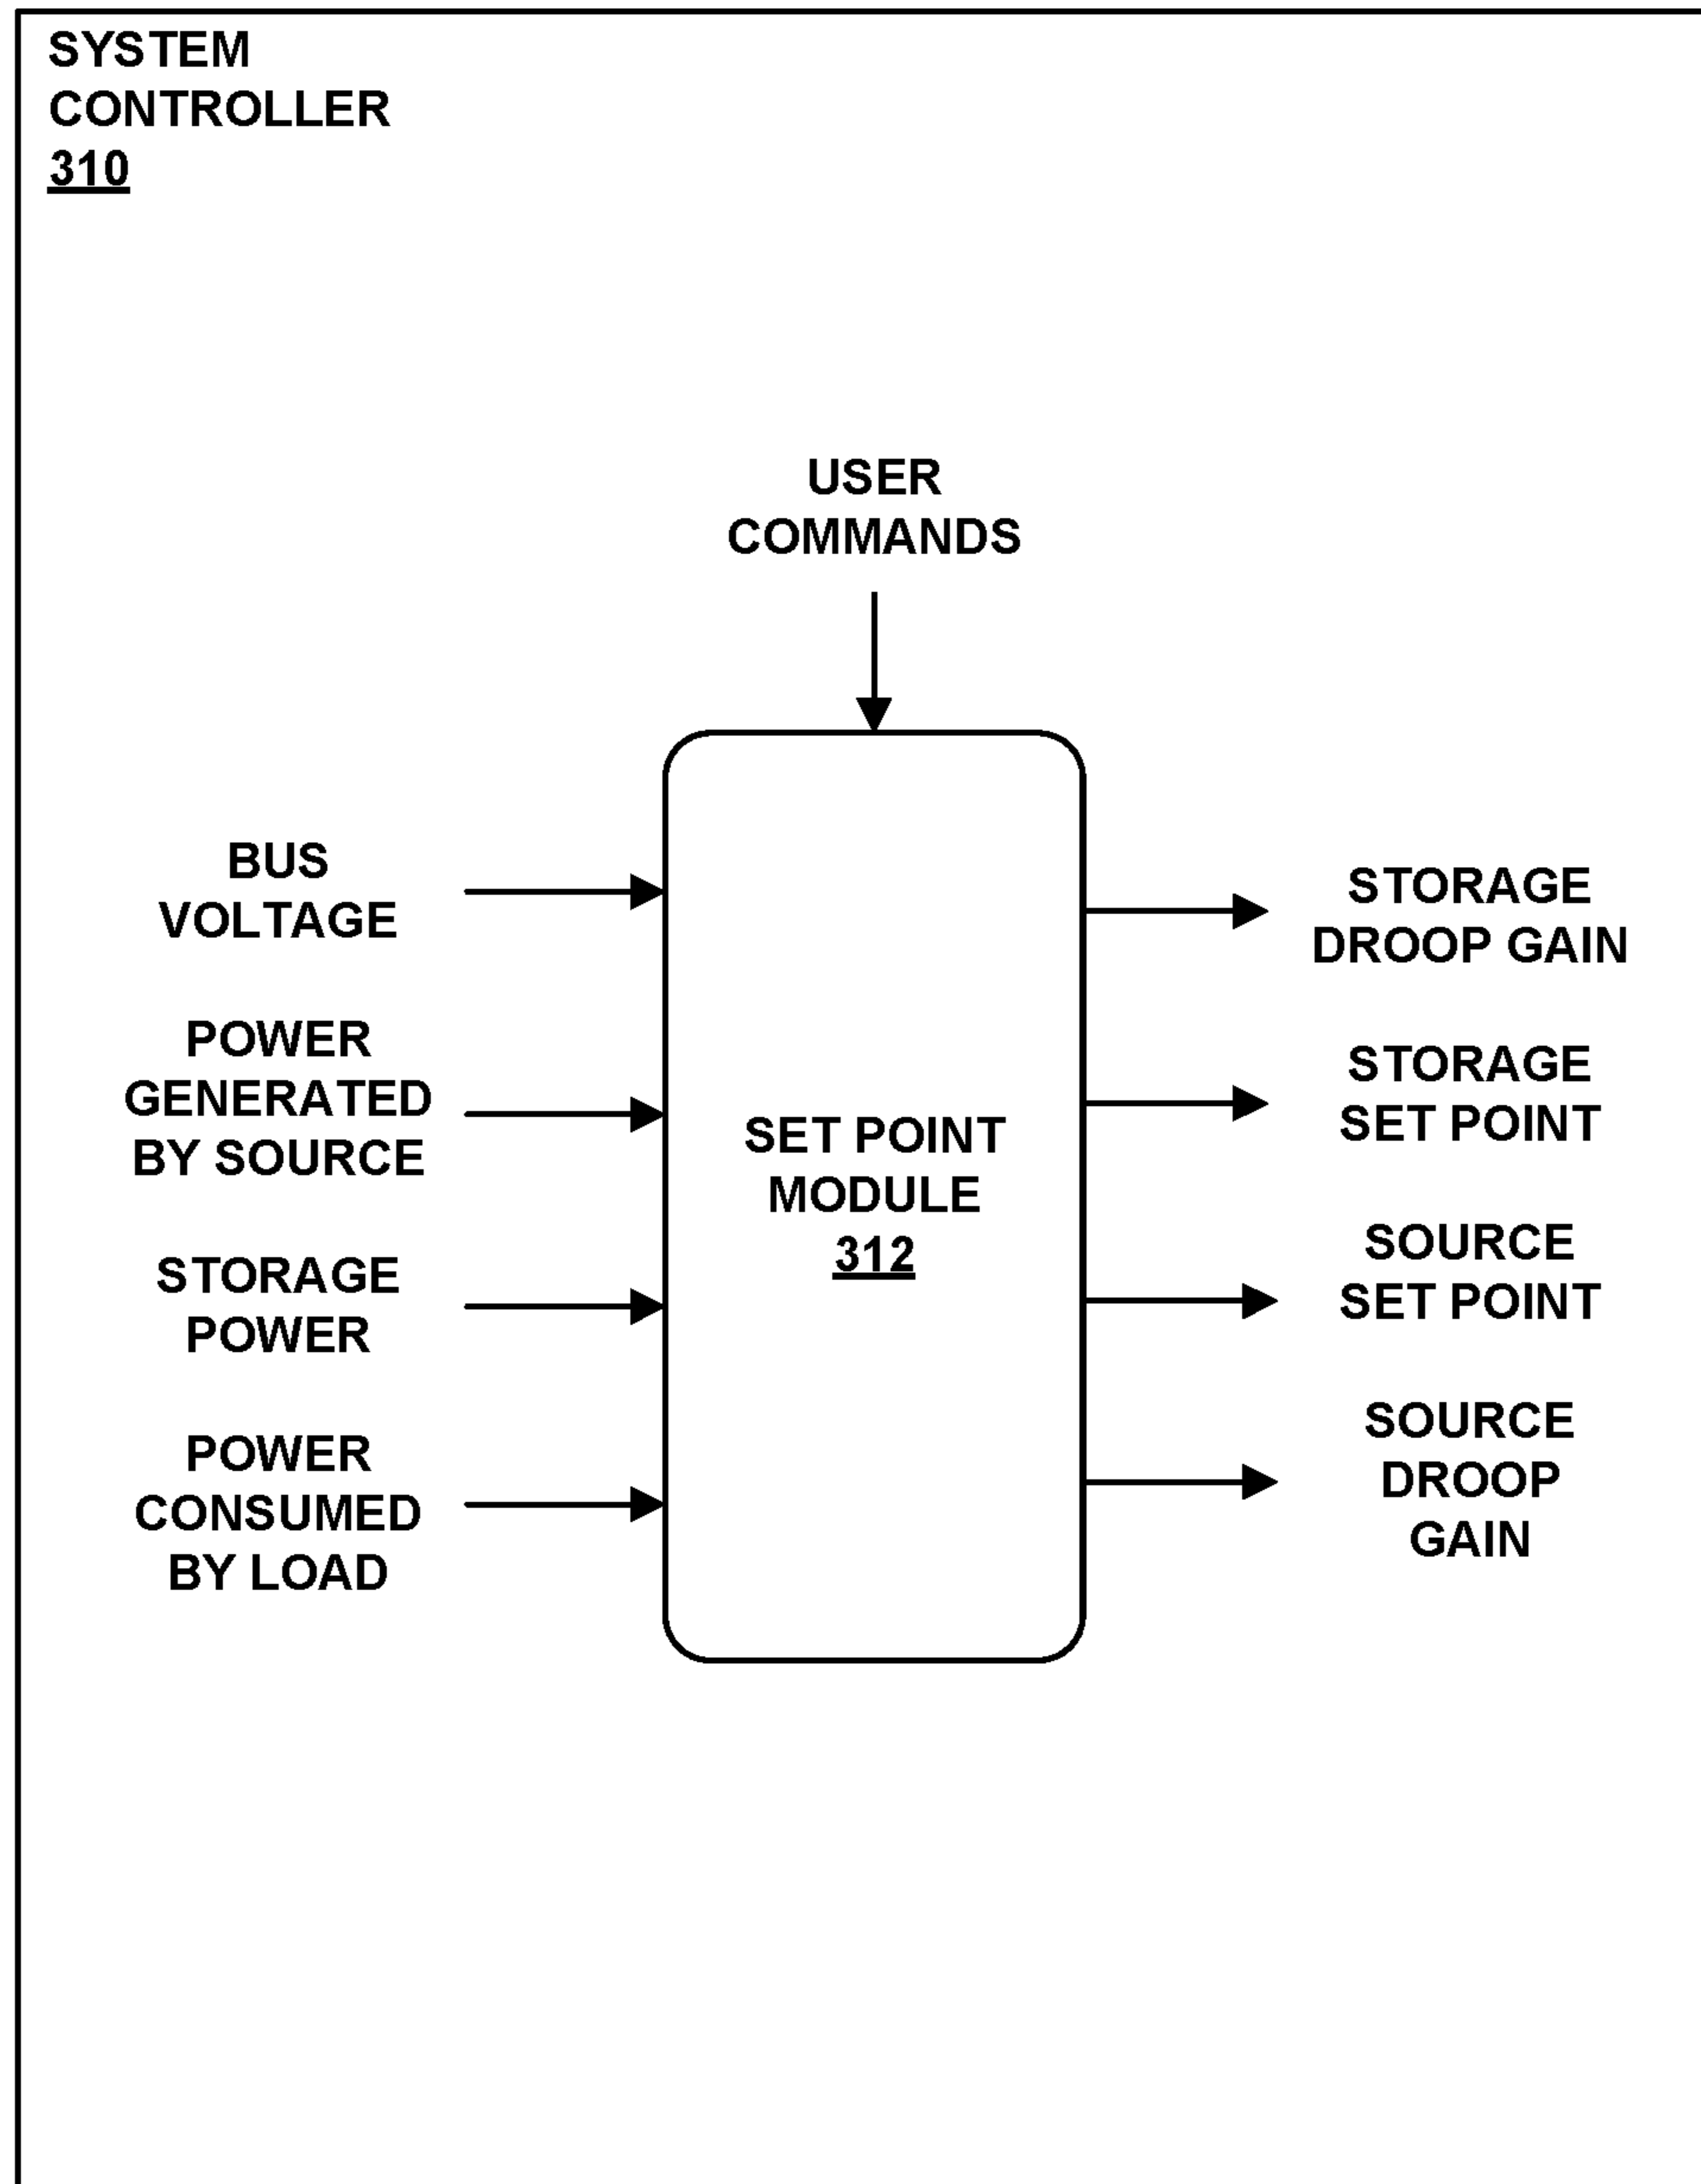 SYSTEM
CONTROLLER
310
USER
COMMANDS
BUS
VOLTAGE
POWER
GENERATED
BY SOURCE
STORAGE
POWER
POWER
CONSUMED
BY LOAD
SET POINT
MODULE
312
STORAGE
DROOP GAIN
STORAGE
SET POINT
SOURCE
SET POINT
SOURCE
DROOP
GAIN